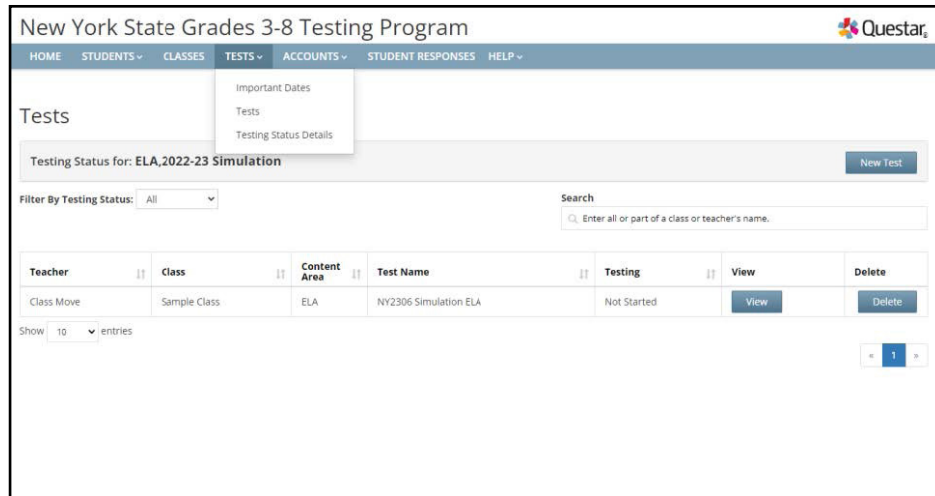 New York State Grades 3-8 Testing Program
Questar
HOME STUDENTS CLASSES TESTS ACCOUNTS STUDENT RESPONSES HELP
Important Dates
Tests
Testing Status Details
Tests
Testing Status for: ELA,2022-23 Simulation
New Test
Filter By Testing Status: All
Search
Enter all or part of a class or teacher's name.
Teacher Class Content Area Test Name Testing View Delete
Class Move Sample Class ELA NY2306 Simulation ELA Not Started View Delete
Show 10 entries
« 1 »